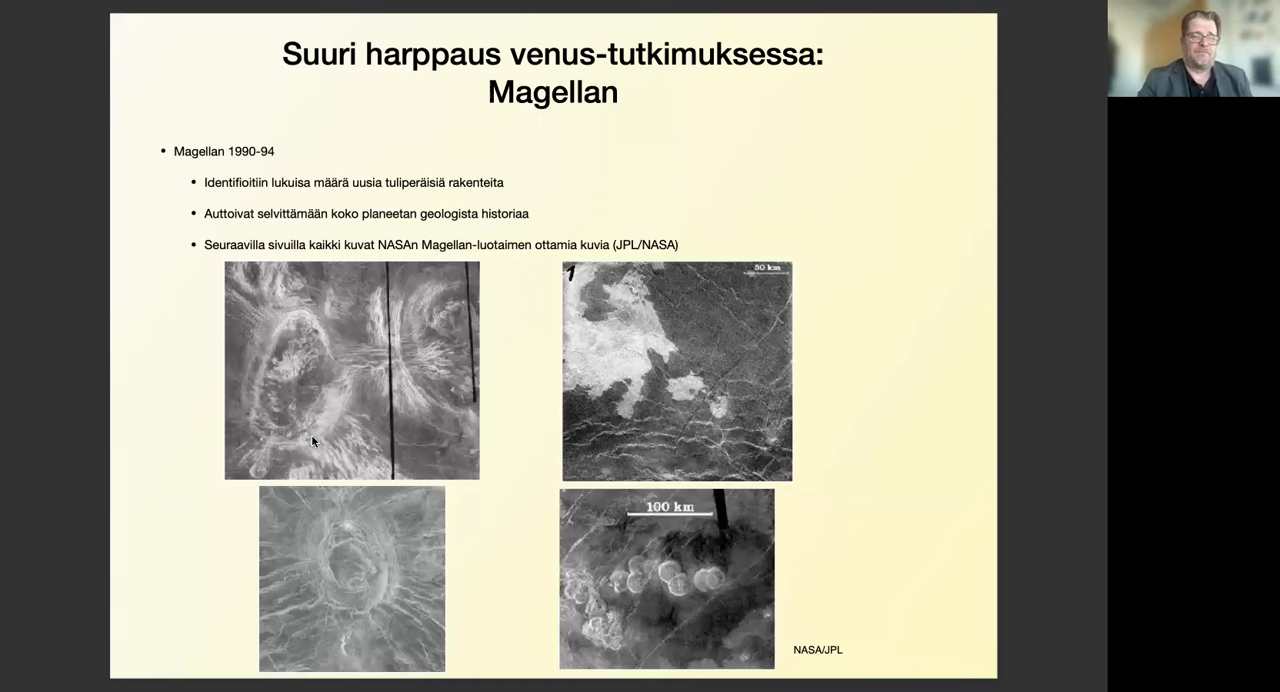 Suuri harppaus venus-tutkimuksessa:
Magellan
• Magellan 1990-94
• Identifioitiin lukuisa määrä uusia tuliperäisiä rakenteita
• Auttoivat selvittämään koko planeetan geologista historiaa
• Seuraavilla sivuilla kaikki kuvat NASAn Magellan-luotaimen ottamia kuvia (JPL/NASA)
1
50 km
100 km
NASA/JPL